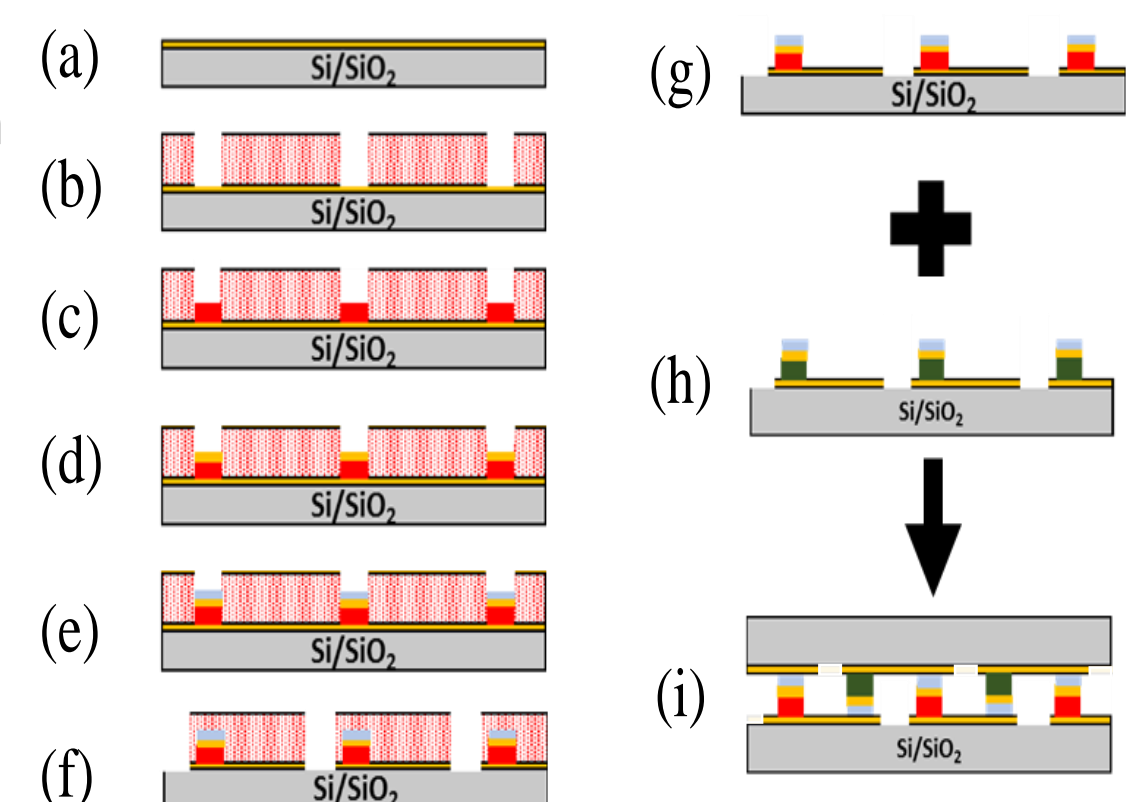 (a)
Si/SiO₂
(b)
Si/SiO₂
(c)
Si/SiO₂
(d)
Si/SiO₂
(e)
Si/SiO₂
(f)
Si/SiO₂
(g)
Si/SiO₂
(h)
Si/SiO₂
(i)
Si/SiO₂